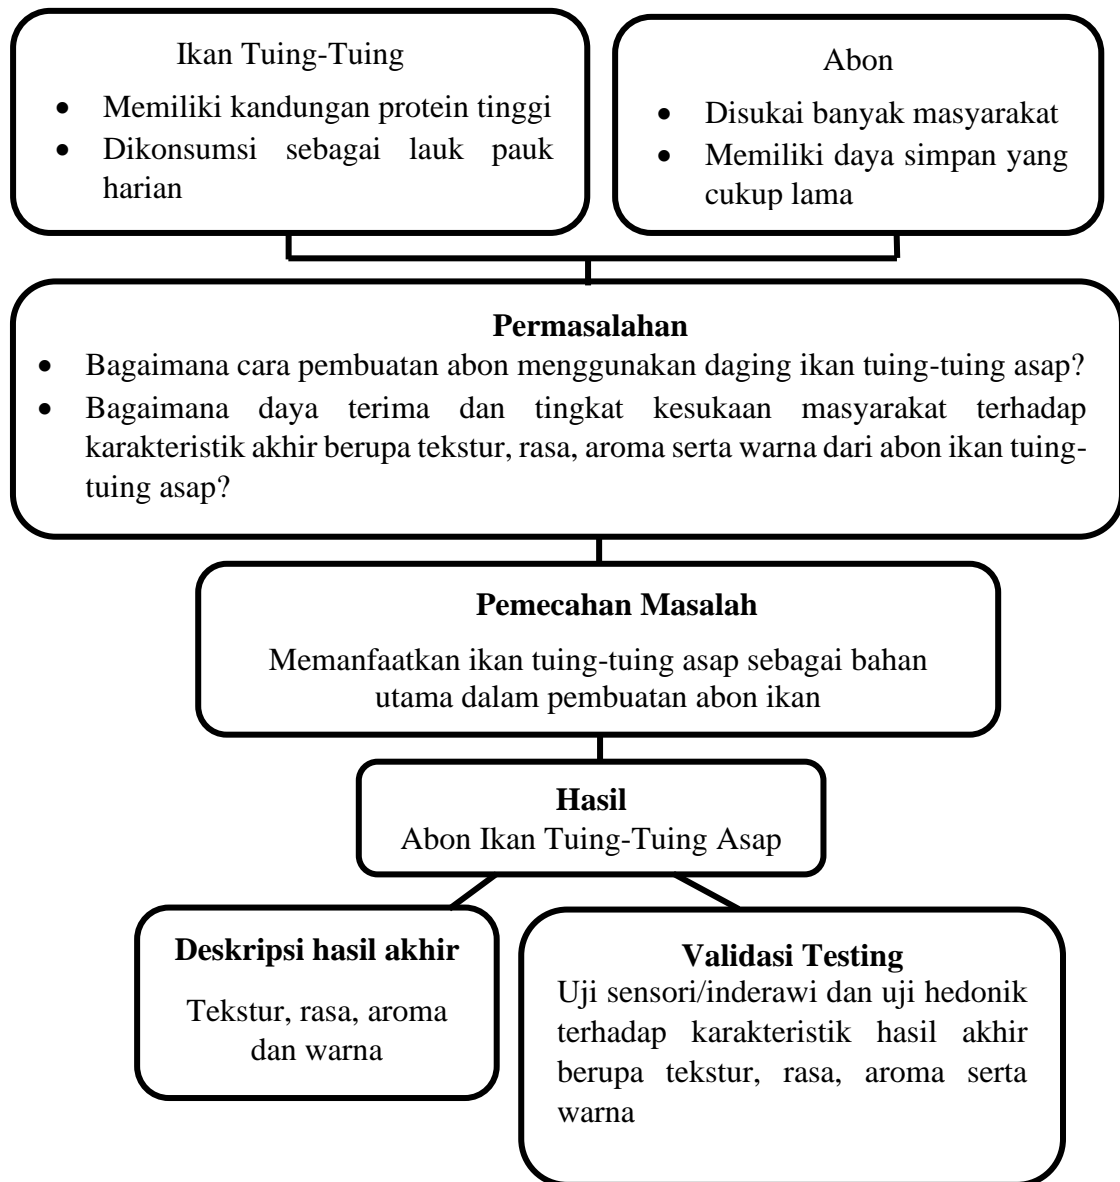 Ikan Tuing-Tuing
• Memiliki kandungan protein tinggi
• Dikonsumsi sebagai lauk pauk
harian
Abon
• Disukai banyak masyarakat
• Memiliki daya simpan yang
cukup lama
Permasalahan
• Bagaimana cara pembuatan abon menggunakan daging ikan tuing-tuing asap?
• Bagaimana daya terima dan tingkat kesukaan masyarakat terhadap
karakteristik akhir berupa tekstur, rasa, aroma serta warna dari abon ikan tuing-
tuing asap?
Pemecahan Masalah
Memanfaatkan ikan tuing-tuing asap sebagai bahan
utama dalam pembuatan abon ikan
Hasil
Abon Ikan Tuing-Tuing Asap
Deskripsi hasil akhir
Tekstur, rasa, aroma
dan warna
Validasi Testing
Uji sensori/inderawi dan uji hedonik
terhadap karakteristik hasil akhir
berupa tekstur, rasa, aroma serta
warna